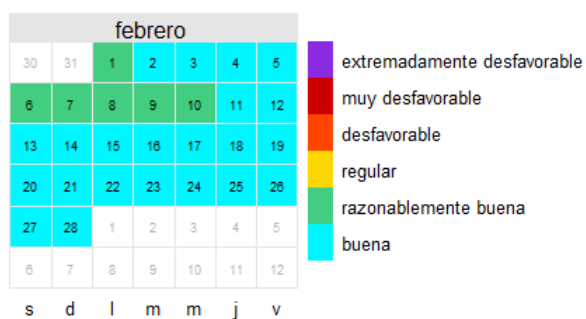 febrero
30 31 1 2 3 4 5
6 7 8 9 10 11 12
13 14 15 16 17 18 19
20 21 22 23 24 25 26
27 28 1 2 3 4 5
6 7 8 9 10 11 12
s d l m m j v
extremadamente desfavorable
muy desfavorable
desfavorable
regular
razonablemente buena
buena